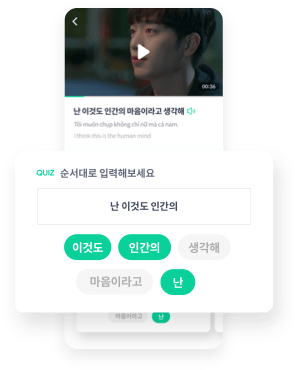 00:36
난 이것도 인간의 마음이라고 생각해
Tôi muốn chụp không chỉ nữ mà cả nam.
I think this is the human mind
QUIZ 순서대로 입력해보세요
난 이것도 인간의
이것도 인간의 생각해
마음이라고 난
마음이라고 난